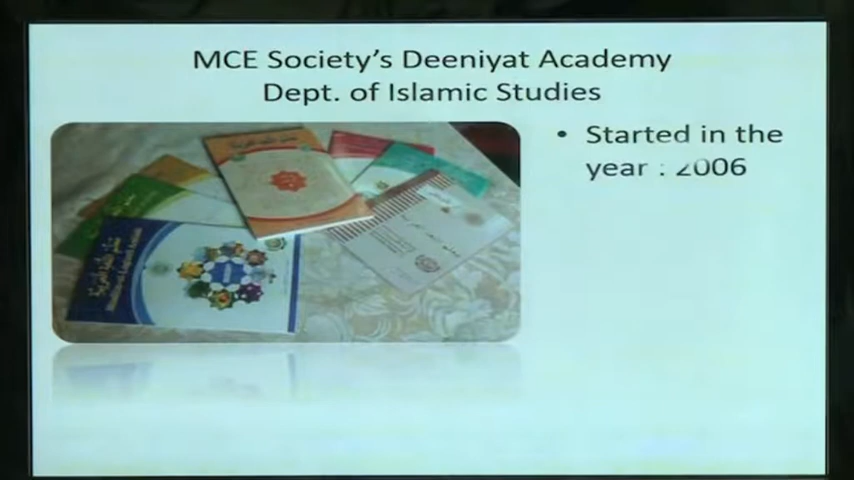 MCE Society's Deeniyat Academy
Dept. of Islamic Studies
• Started in the
year : 2006